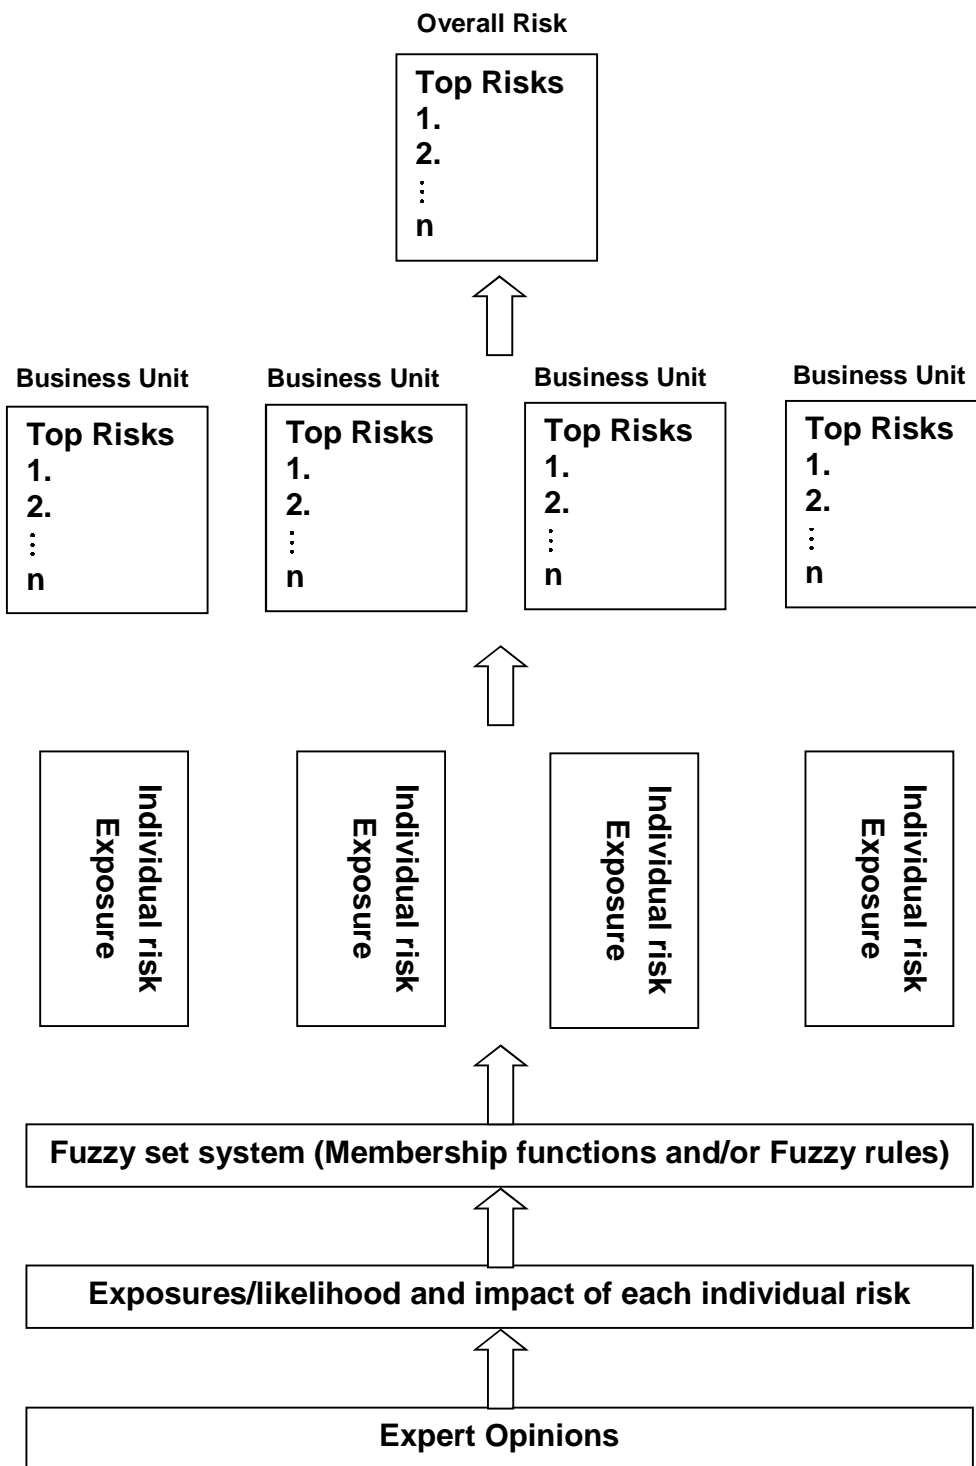 Overall Risk
Top Risks
1.
2.
⋮
n
Business Unit
Top Risks
1.
2.
⋮
n
Business Unit
Top Risks
1.
2.
⋮
n
Business Unit
Top Risks
1.
2.
⋮
n
Business Unit
Top Risks
1.
2.
⋮
n
Individual risk
Exposure
Individual risk
Exposure
Individual risk
Exposure
Individual risk
Exposure
Fuzzy set system (Membership functions and/or Fuzzy rules)
Exposures/likelihood and impact of each individual risk
Expert Opinions